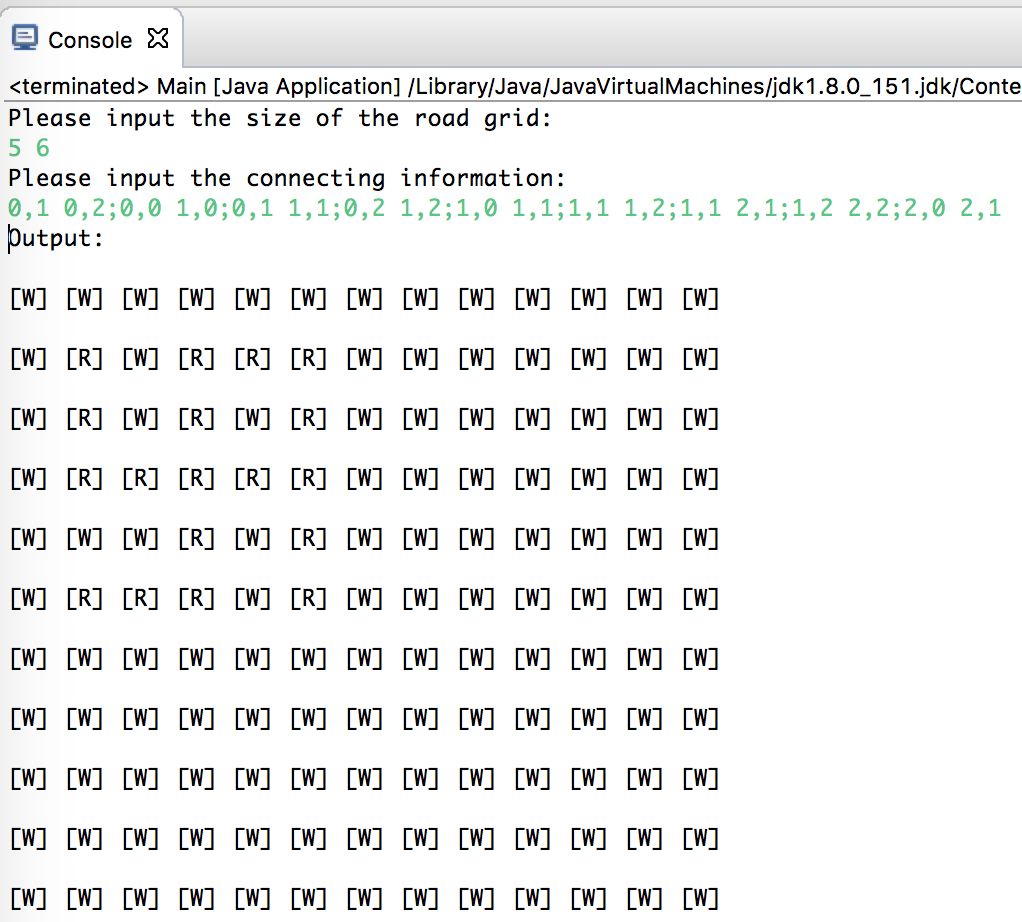 Console
<terminated> Main [Java Application] /Library/Java/JavaVirtualMachines/jdk1.8.0_151.jdk/Conte
Please input the size of the road grid:
5 6
Please input the connecting information:
0,1 0,2;0,0 1,0;0,1 1,1;0,2 1,2;1,0 1,1;1,1 1,2;1,1 2,1;1,2 2,2;2,0 2,1
Output:
[W] [W] [W] [W] [W] [W] [W] [W] [W] [W] [W] [W] [W]
[W] [R] [W] [R] [R] [R] [W] [W] [W] [W] [W] [W] [W]
[W] [R] [W] [R] [W] [R] [W] [W] [W] [W] [W] [W] [W]
[W] [R] [R] [R] [R] [R] [W] [W] [W] [W] [W] [W] [W]
[W] [W] [W] [R] [W] [R] [W] [W] [W] [W] [W] [W] [W]
[W] [R] [R] [R] [W] [R] [W] [W] [W] [W] [W] [W] [W]
[W] [W] [W] [W] [W] [W] [W] [W] [W] [W] [W] [W] [W]
[W] [W] [W] [W] [W] [W] [W] [W] [W] [W] [W] [W] [W]
[W] [W] [W] [W] [W] [W] [W] [W] [W] [W] [W] [W] [W]
[W] [W] [W] [W] [W] [W] [W] [W] [W] [W] [W] [W] [W]
[W] [W] [W] [W] [W] [W] [W] [W] [W] [W] [W] [W] [W]